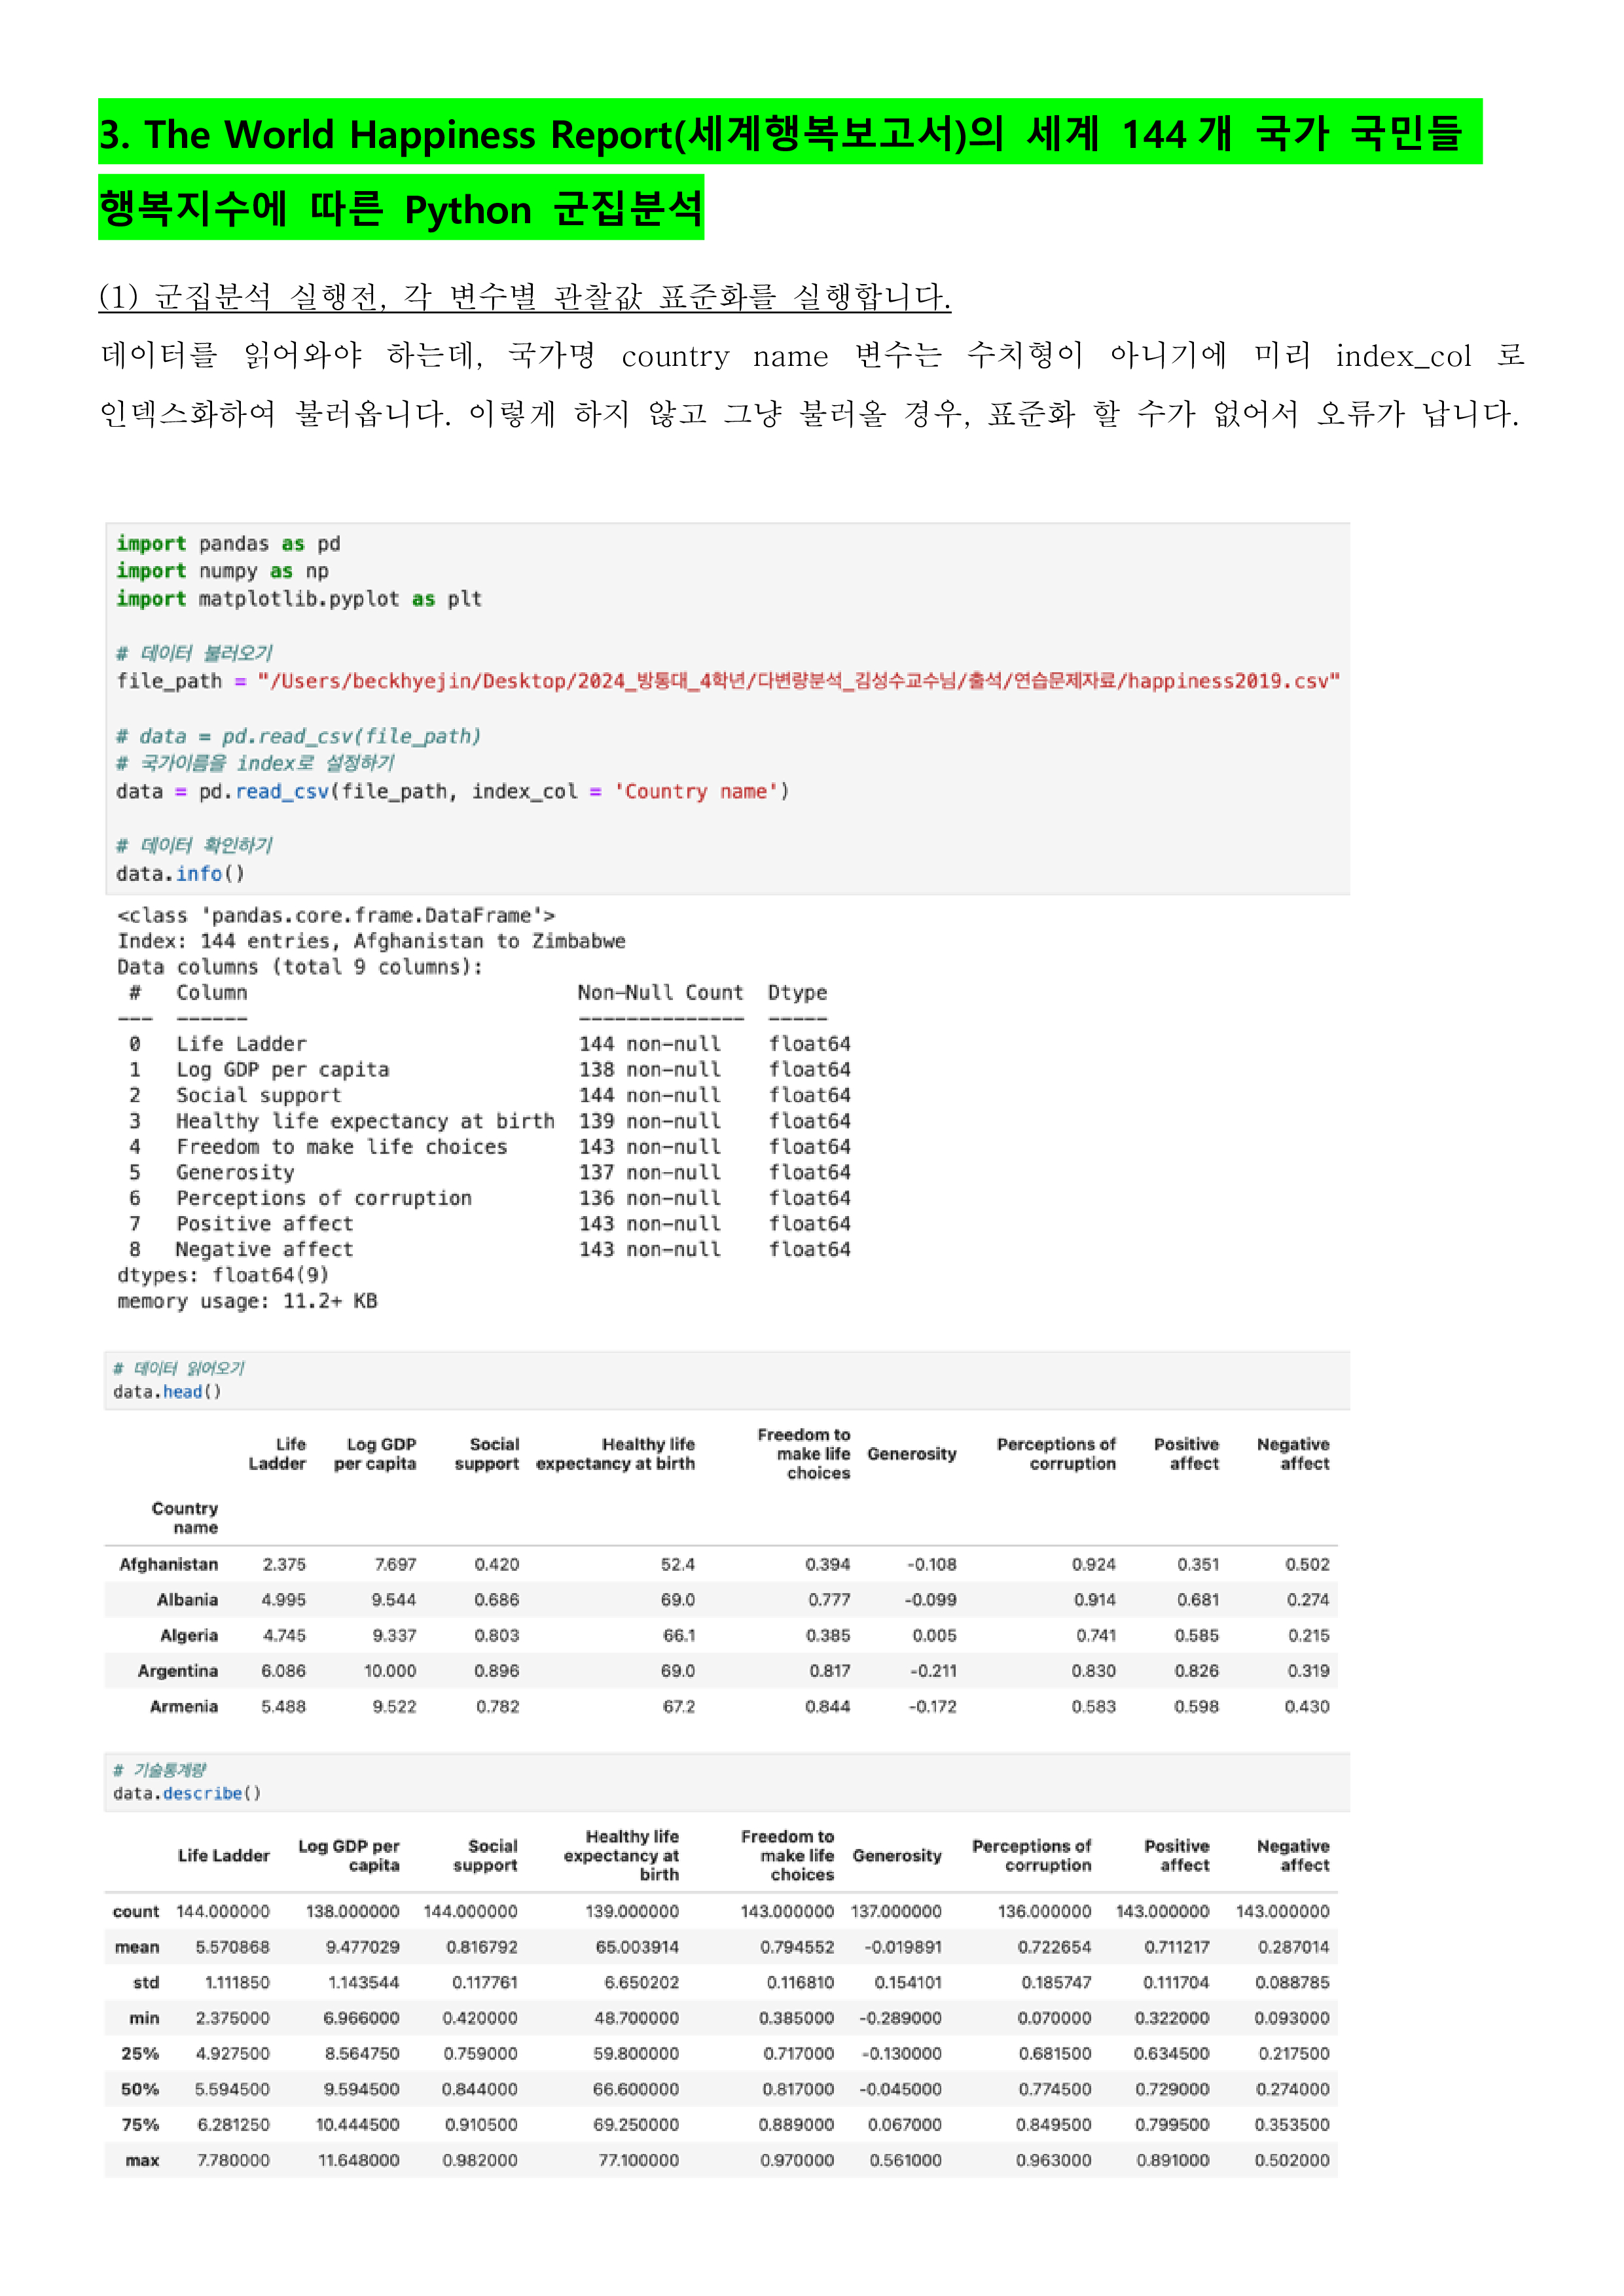 3. The World Happiness Report(세계행복보고서)의 세계 144개 국가 국민들
행복지수에 따른 Python 군집분석
(1) 군집분석 실행전, 각 변수별 관찰값 표준화를 실행합니다.
데이터를 읽어와야 하는데, 국가명 country name 변수는 수치형이 아니기에 미리 index_col 로
인덱스화하여 불러옵니다. 이렇게 하지 않고 그냥 불러올 경우, 표준화 할 수가 없어서 오류가 납니다.
import pandas as pd
import numpy as np
import matplotlib.pyplot as plt
# 데이터 불러오기
file_path = "/Users/beckhyejin/Desktop/2024_방통대_4학년/다변량분석_김성수교수님/출석/연습문제자료/happiness2019.csv"
# data = pd.read_csv(file_path)
# 국가이름을 index로 설정하기
data = pd.read_csv(file_path, index_col = 'Country name')
# 데이터 확인하기
data.info()
<class 'pandas.core.frame.DataFrame'>
Index: 144 entries, Afghanistan to Zimbabwe
Data columns (total 9 columns):
# Column Non-Null Count Dtype
--- ------ -------------- -----
0 Life Ladder 144 non-null float64
1 Log GDP per capita 138 non-null float64
2 Social support 144 non-null float64
3 Healthy life expectancy at birth 139 non-null float64
4 Freedom to make life choices 143 non-null float64
5 Generosity 137 non-null float64
6 Perceptions of corruption 136 non-null float64
7 Positive affect 143 non-null float64
8 Negative affect 143 non-null float64
dtypes: float64(9)
memory usage: 11.2+ KB
# 데이터 읽어오기
data.head()
Life Ladder Log GDP per capita Social support Healthy life expectancy at birth Freedom to make life choices Generosity Perceptions of corruption Positive affect Negative affect
Country name
Afghanistan 2.375 7.697 0.420 52.4 0.394 -0.108 0.924 0.351 0.502
Albania 4.995 9.544 0.686 69.0 0.777 -0.099 0.914 0.681 0.274
Algeria 4.745 9.337 0.803 66.1 0.385 0.005 0.741 0.585 0.215
Argentina 6.086 10.000 0.896 69.0 0.817 -0.211 0.830 0.826 0.319
Armenia 5.488 9.522 0.782 67.2 0.844 -0.172 0.583 0.598 0.430
# 기술통계량
data.describe()
Life Ladder Log GDP per capita Social support Healthy life expectancy at birth Freedom to make life choices Generosity Perceptions of corruption Positive affect Negative affect
count 144.000000 138.000000 144.000000 139.000000 143.000000 137.000000 136.000000 143.000000 143.000000
mean 5.570868 9.477029 0.816792 65.003914 0.794552 -0.019891 0.722654 0.711217 0.287014
std 1.111850 1.143544 0.117761 6.650202 0.116810 0.154101 0.185747 0.111704 0.088785
min 2.375000 6.966000 0.420000 48.700000 0.385000 -0.289000 0.070000 0.322000 0.093000
25% 4.927500 8.564750 0.759000 59.800000 0.717000 -0.130000 0.681500 0.634500 0.217500
50% 5.594500 9.594500 0.844000 66.600000 0.817000 -0.045000 0.774500 0.729000 0.274000
75% 6.281250 10.444500 0.910500 69.250000 0.889000 0.067000 0.849500 0.799500 0.353500
max 7.780000 11.648000 0.982000 77.100000 0.970000 0.561000 0.963000 0.891000 0.502000